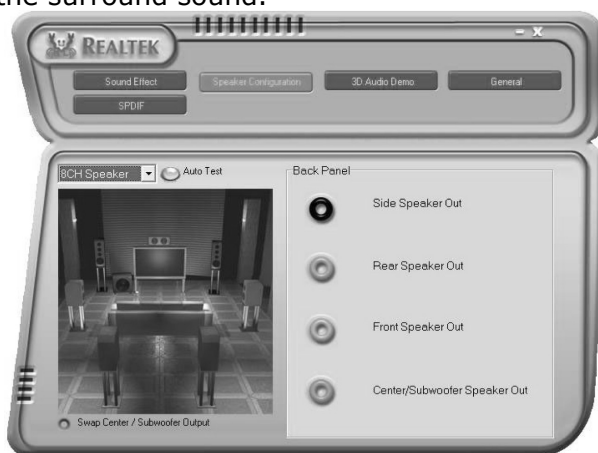 the surround sound.
REALTEK
- X
Sound Effect
Speaker Configuration
3D Audio Demo
General
SPDIF
8CH Speaker
Auto Test
Back Panel
Side Speaker Out
Rear Speaker Out
Front Speaker Out
Center/Subwoofer Speaker Out
Swap Center / Subwoofer Output